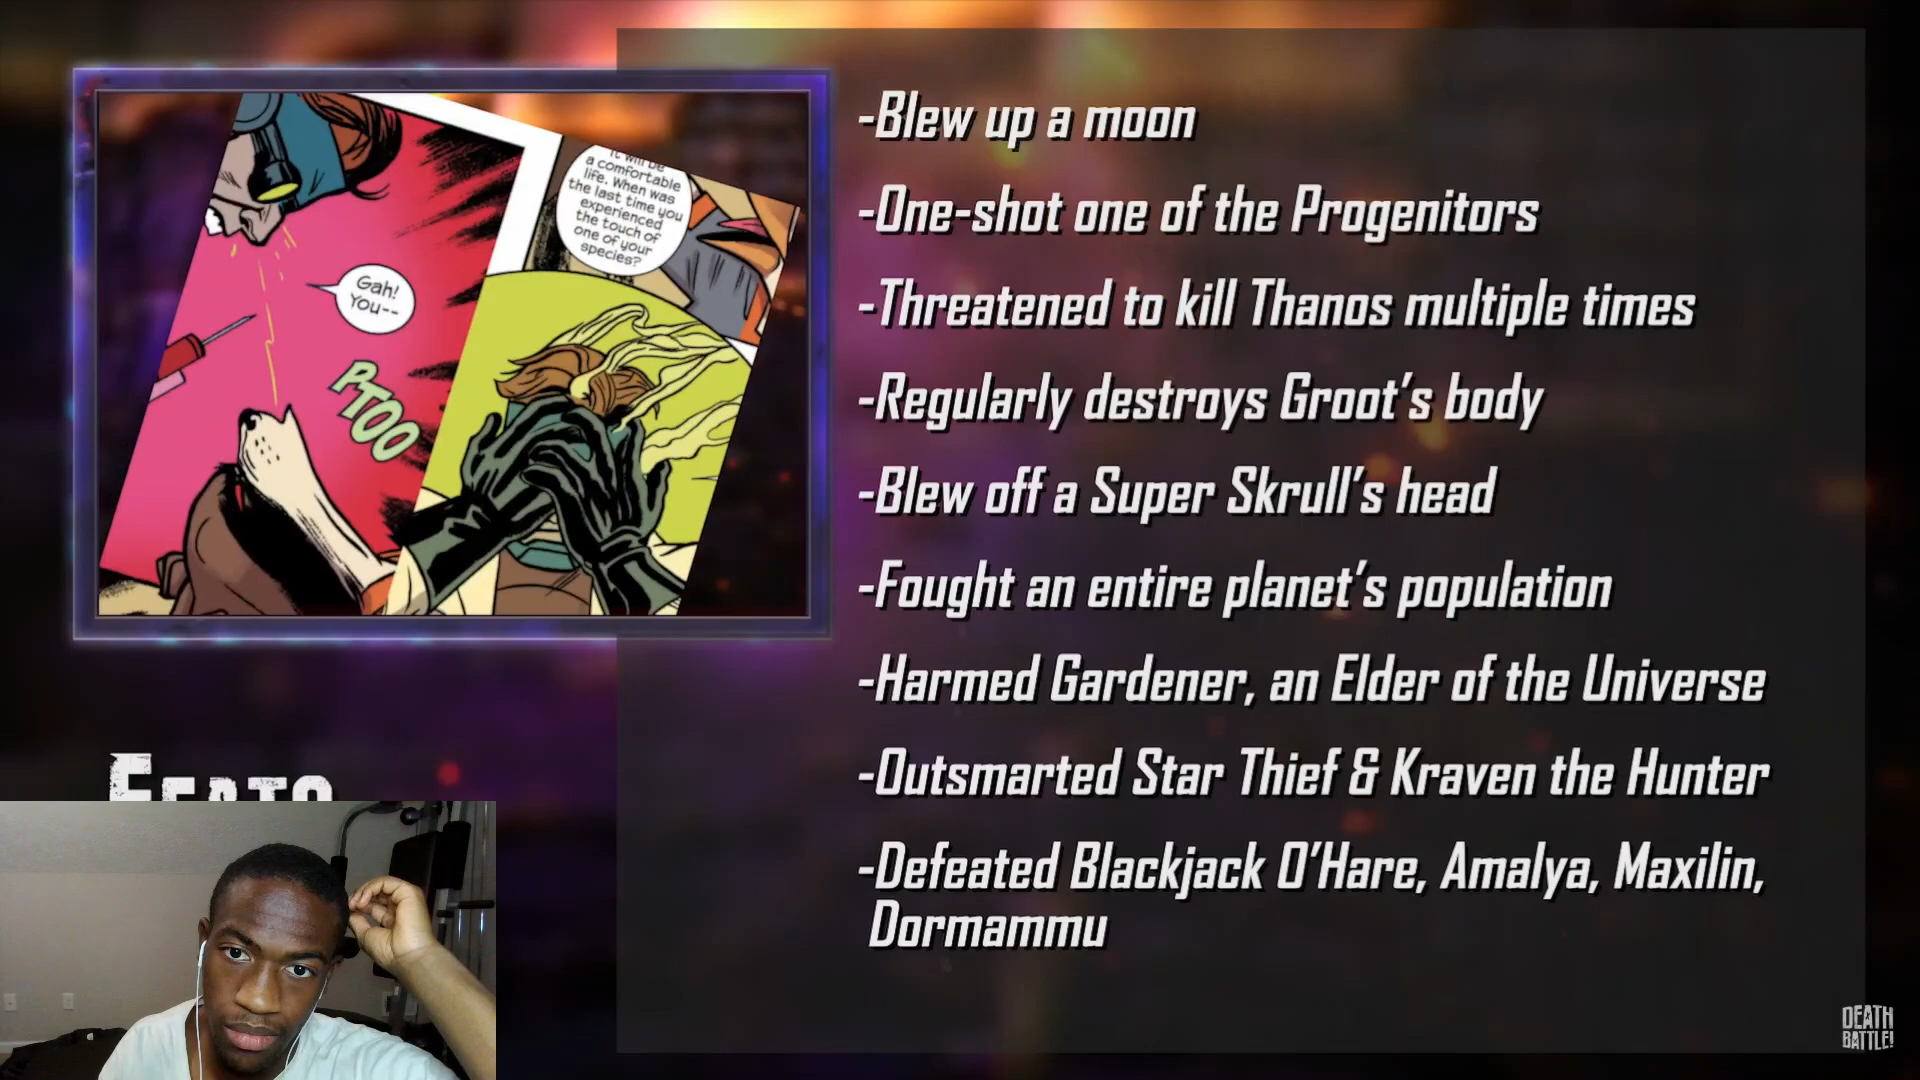 It will be
a comfortable
life. When was
the last time you
experienced
the touch of
one of your
species?
Gah!
You--
PTOO
-Blew up a moon
-One-shot one of the Progenitors
-Threatened to kill Thanos multiple times
-Regularly destroys Groot's body
-Blew off a Super Skrull's head
-Fought an entire planet's population
-Harmed Gardener, an Elder of the Universe
-Outsmarted Star Thief & Kraven the Hunter
-Defeated Blackjack O'Hare, Amalya, Maxilin,
Dormammu
Feats
DEATH
BATTLE!